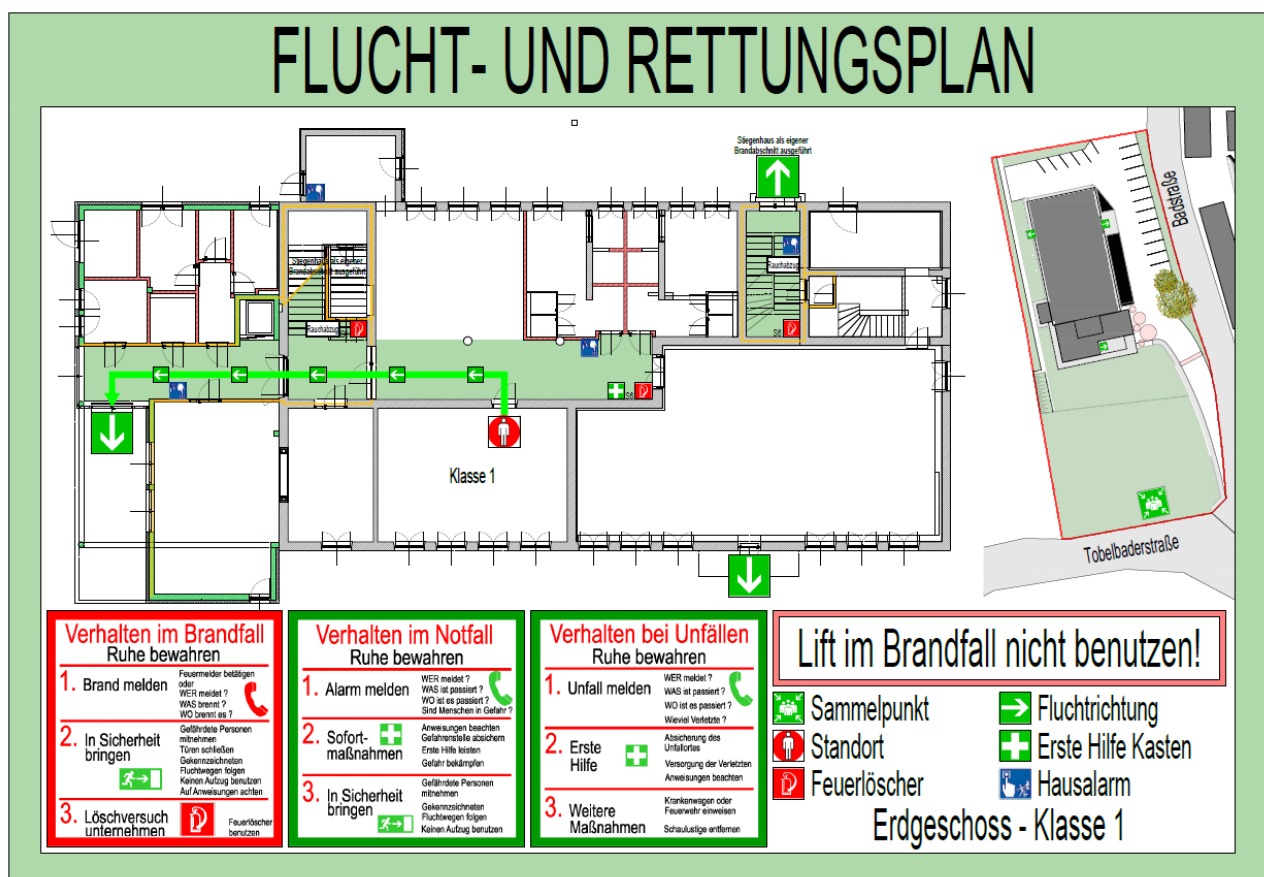 FLUCHT- UND RETTUNGSPLAN
Stiegenhaus als eigener
Brandabschnitt ausgeführt
Stiegenhaus als eigener
Brandabschnitt ausgeführt
Rauchabzug
Rauchabzug
S6
S6
Klasse 1
Badstraße
Tobelbaderstraße
Verhalten im Brandfall
Ruhe bewahren
1. Brand melden
Feuermelder betätigen
oder
WER meldet ?
WAS brennt ?
WO brennt es ?
2. In Sicherheit
bringen
Gefährdete Personen
mitnehmen
Türen schließen
Gekennzeichneten
Fluchtwegen folgen
Keinen Aufzug benutzen
Auf Anweisungen achten
3. Löschversuch
unternehmen
Feuerlöscher
benutzen
Verhalten im Notfall
Ruhe bewahren
1. Alarm melden
WER meldet ?
WAS ist passiert ?
WO ist es passiert ?
Sind Menschen in Gefahr ?
2. Sofort-
maßnahmen
Anweisungen beachten
Gefahrenstelle absichern
Erste Hilfe leisten
Gefahr bekämpfen
3. In Sicherheit
bringen
Gefährdete Personen
mitnehmen
Gekennzeichneten
Fluchtwegen folgen
Keinen Aufzug benutzen
Verhalten bei Unfällen
Ruhe bewahren
1. Unfall melden
WER meldet ?
WAS ist passiert ?
WO ist es passiert ?
Wieviel Verletzte ?
2. Erste
Hilfe
Absicherung des
Unfallortes
Versorgung der Verletzten
Anweisungen beachten
3. Weitere
Maßnahmen
Krankenwagen oder
Feuerwehr einweisen
Schaulustige entfernen
Lift im Brandfall nicht benutzen!
Sammelpunkt
Fluchtrichtung
Standort
Erste Hilfe Kasten
Feuerlöscher
Hausalarm
Erdgeschoss - Klasse 1